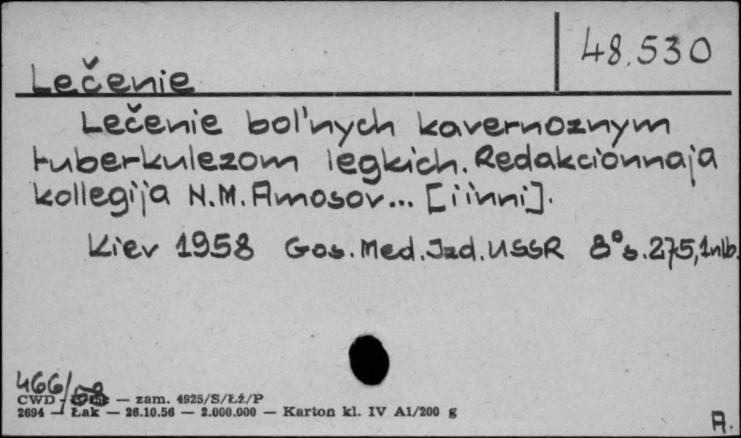 48.530
Lečenie
Lečenie bol'nych kavernoznym
tuberkulezom legkich. Redakcionnaja
kollegija N.M. Amosov... [i inni].
Kiev 1958 Gos. Med. Izd. USSR 8° s. 275, 1nlb.
466/58
CWD — zam. 4925/S/Łż/P
2694 — Łak — 26.10.56 — 2.000.000 — Karton kl. IV A1/200 g
A.